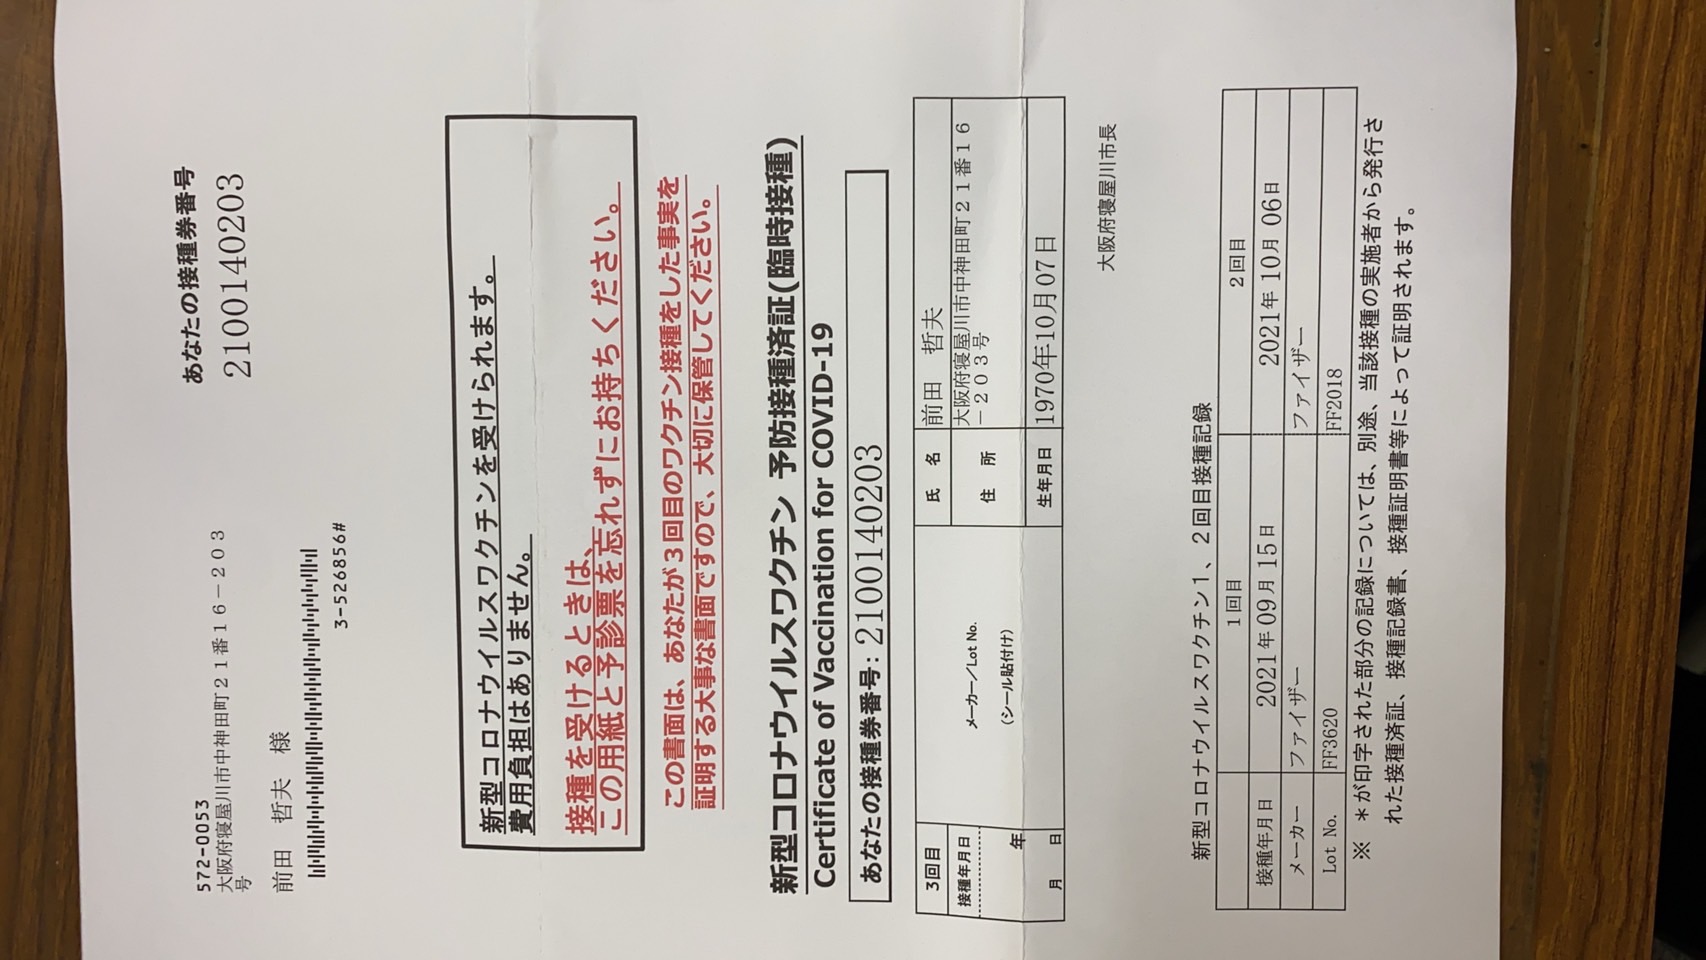 572-0053
大阪府寝屋川市中神田町21番16-203
号
前田 哲夫 様
3-526856#
あなたの接種券番号
2100140203
新型コロナウイルスワクチンを受けられます。
費用負担はありません。
接種を受けるときは、
この用紙と予診票を忘れずにお持ちください。
この書面は、あなたが3回目のワクチン接種をした事実を
証明する大事な書面ですので、大切に保管してください。
新型コロナウイルスワクチン 予防接種済証(臨時接種)
Certificate of Vaccination for COVID-19
あなたの接種券番号: 2100140203
3回目
接種年月日
年
月 日
メーカー/Lot No.
(シール貼付け)
氏 名 前田 哲夫
住 所 大阪府寝屋川市中神田町21番16
-203号
生年月日 1970年10月07日
大阪府寝屋川市長
新型コロナウイルスワクチン1、2回目接種記録
1回目 2回目
接種年月日 2021年09月15日 2021年10月06日
メーカー ファイザー ファイザー
Lot No. FF3620 FF2018
※ *が印字された部分の記録については、別途、当該接種の実施者から発行さ
れた接種済証、接種記録書、接種証明書等によって証明されます。